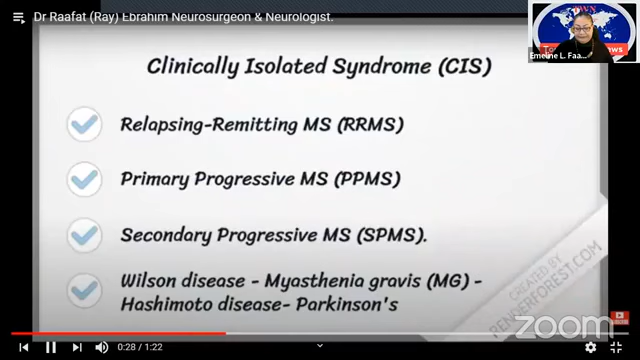 Dr Raafat (Ray) Ebrahim Neurosurgeon & Neurologist.
Clinically Isolated Syndrome (CIS)
Relapsing-Remitting MS (RRMS)
Primary Progressive MS (PPMS)
Secondary Progressive MS (SPMS).
Wilson disease - Myasthenia gravis (MG) -
Hashimoto disease- Parkinson's
CREATED BY
RENDERFOREST.COM
Emeline L. Faa...
zoom
0:28 / 1:22